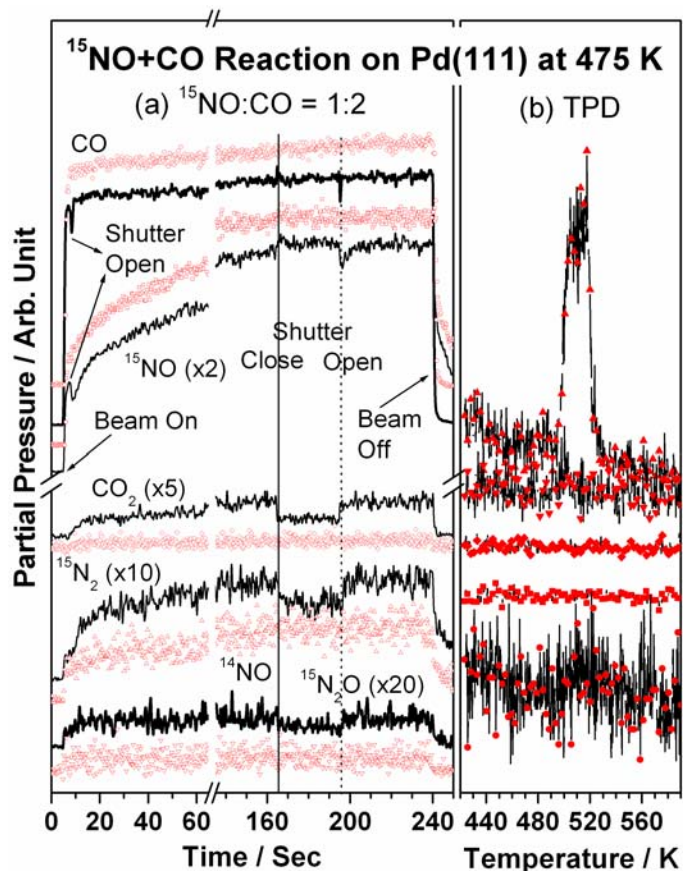 ¹⁵NO+CO Reaction on Pd(111) at 475 K
(a) ¹⁵NO:CO = 1:2
(b) TPD
CO
Shutter
Open
¹⁵NO (x2)
Shutter
Close
Open
Beam On
Beam
Off
CO₂ (x5)
¹⁵N₂ (x10)
¹⁴NO
¹⁵N₂O (x20)
Partial Pressure / Arb. Unit
0 20 40 60 160 180 200 220 240
440 480 520 560
Time / Sec
Temperature / K